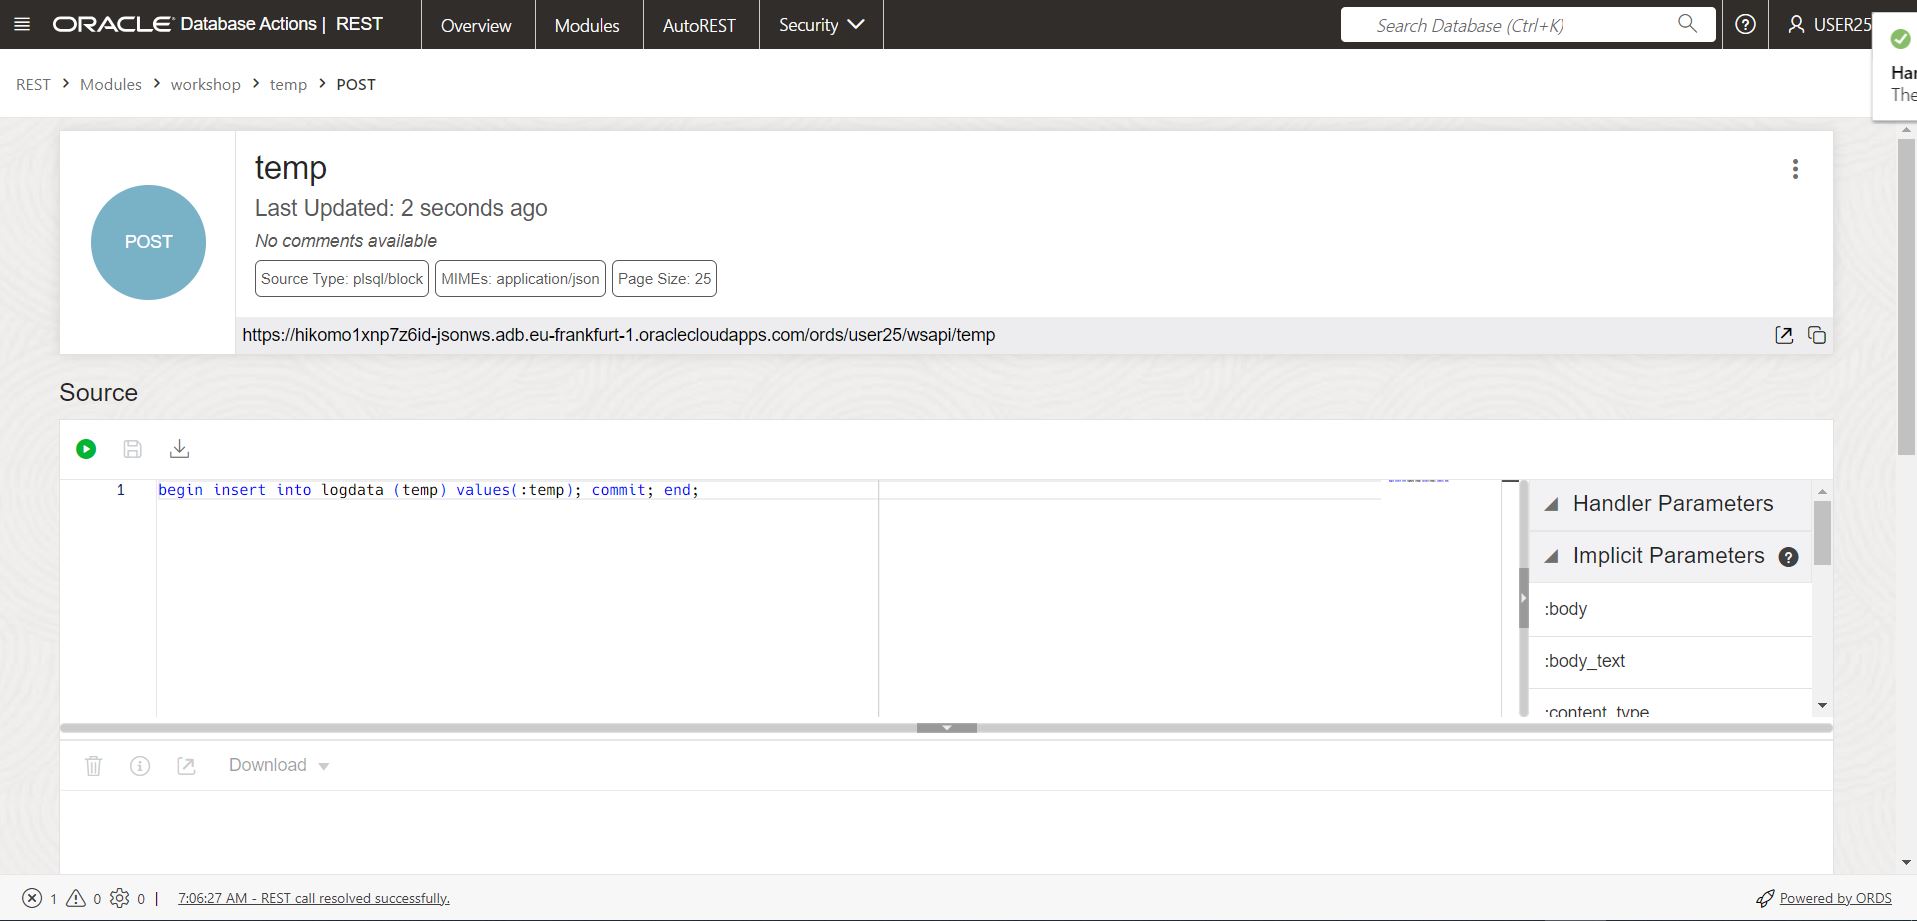 ORACLE Database Actions | REST
Overview
Modules
AutoREST
Security
Search Database (Ctrl+K)
USER25
REST > Modules > workshop > temp > POST
The
POST
temp
Last Updated: 2 seconds ago
No comments available
Source Type: plsql/block
MIMEs: application/json
Page Size: 25
https://hikomo1xnp7z6id-jsonws.adb.eu-frankfurt-1.oraclecloudapps.com/ords/user25/wsapi/temp
Source
1 begin insert into logdata (temp) values(:temp); commit; end;
Handler Parameters
Implicit Parameters ?
:body
:body_text
:content_type
Download
1 0 0 | 7:06:27 AM - REST call resolved successfully.
Powered by ORDS